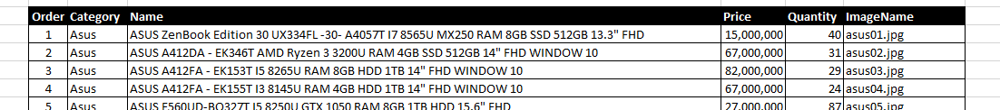 Order Category Name Price Quantity ImageName
1 Asus ASUS ZenBook Edition 30 UX334FL -30- A4057T I7 8565U MX250 RAM 8GB SSD 512GB 13.3" FHD 15,000,000 40 asus01.jpg
2 Asus ASUS A412DA - EK346T AMD Ryzen 3 3200U RAM 4GB SSD 512GB 14" FHD WINDOW 10 67,000,000 31 asus02.jpg
3 Asus ASUS A412FA - EK153T I5 8265U RAM 8GB HDD 1TB 14" FHD WINDOW 10 82,000,000 29 asus03.jpg
4 Asus ASUS A412FA - EK155T I3 8145U RAM 4GB HDD 1TB 14" FHD WINDOW 10 67,000,000 24 asus04.jpg
5 Asus ASUS F560UD-BQ327T I5 8250U GTX 1050 RAM 8GB 1TB HDD 15.6" FHD 27,000,000 87 asus05.jpg